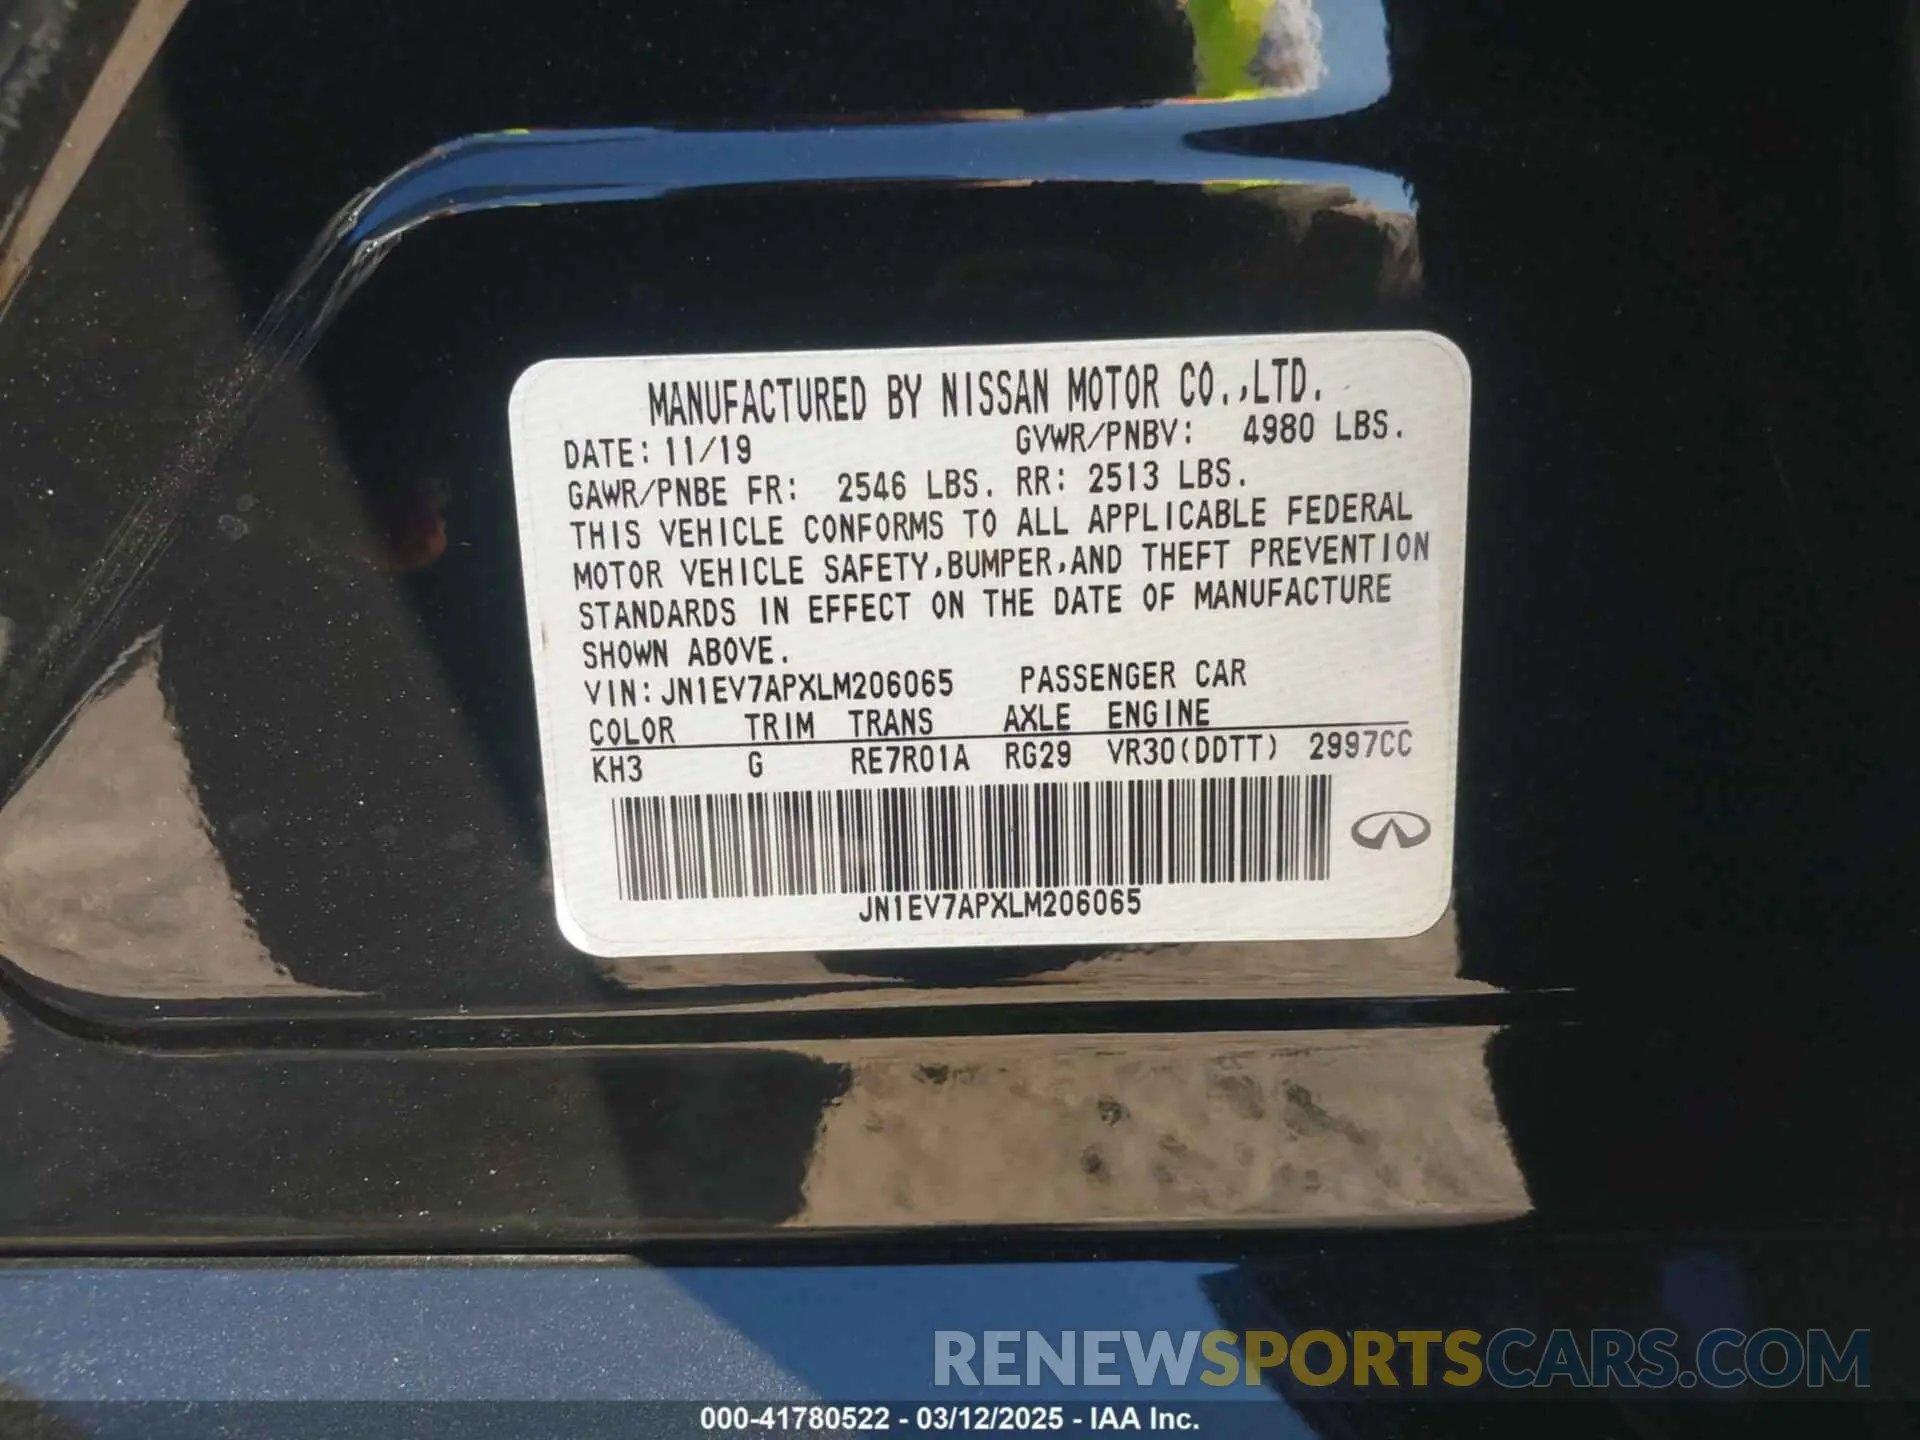 MANUFACTURED BY NISSAN MOTOR CO.,LTD.
DATE: 11/19 GVWR/PNBV: 4980 LBS.
GAWR/PNBE FR: 2546 LBS. RR: 2513 LBS.
THIS VEHICLE CONFORMS TO ALL APPLICABLE FEDERAL
MOTOR VEHICLE SAFETY,BUMPER,AND THEFT PREVENTION
STANDARDS IN EFFECT ON THE DATE OF MANUFACTURE
SHOWN ABOVE.
VIN:JN1EV7APXLM206065 PASSENGER CAR
COLOR TRIM TRANS AXLE ENGINE
KH3 G RE7R01A RG29 VR30(DDTT) 2997CC
JN1EV7APXLM206065
RENEWSPORTSCARS.COM
000-41780522 - 03/12/2025 - IAA Inc.